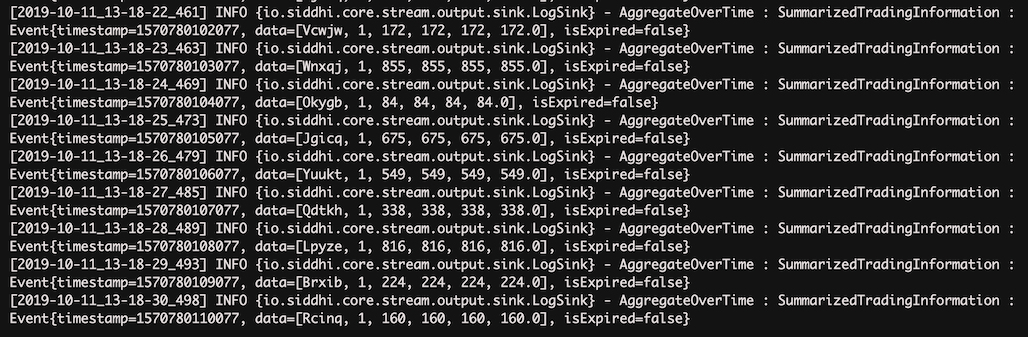 [2019-10-11_13-18-22_461] INFO {io.siddhi.core.stream.output.sink.LogSink} - AggregateOverTime : SummarizedTradingInformation :
Event{timestamp=1570780102077, data=[Vcwjw, 1, 172, 172, 172, 172.0], isExpired=false}
[2019-10-11_13-18-23_463] INFO {io.siddhi.core.stream.output.sink.LogSink} - AggregateOverTime : SummarizedTradingInformation :
Event{timestamp=1570780103077, data=[Wnxqj, 1, 855, 855, 855, 855.0], isExpired=false}
[2019-10-11_13-18-24_469] INFO {io.siddhi.core.stream.output.sink.LogSink} - AggregateOverTime : SummarizedTradingInformation :
Event{timestamp=1570780104077, data=[Okygb, 1, 84, 84, 84, 84.0], isExpired=false}
[2019-10-11_13-18-25_473] INFO {io.siddhi.core.stream.output.sink.LogSink} - AggregateOverTime : SummarizedTradingInformation :
Event{timestamp=1570780105077, data=[Jgicq, 1, 675, 675, 675, 675.0], isExpired=false}
[2019-10-11_13-18-26_479] INFO {io.siddhi.core.stream.output.sink.LogSink} - AggregateOverTime : SummarizedTradingInformation :
Event{timestamp=1570780106077, data=[Yuukt, 1, 549, 549, 549, 549.0], isExpired=false}
[2019-10-11_13-18-27_485] INFO {io.siddhi.core.stream.output.sink.LogSink} - AggregateOverTime : SummarizedTradingInformation :
Event{timestamp=1570780107077, data=[Qdtkh, 1, 338, 338, 338, 338.0], isExpired=false}
[2019-10-11_13-18-28_489] INFO {io.siddhi.core.stream.output.sink.LogSink} - AggregateOverTime : SummarizedTradingInformation :
Event{timestamp=1570780108077, data=[Lpyze, 1, 816, 816, 816, 816.0], isExpired=false}
[2019-10-11_13-18-29_493] INFO {io.siddhi.core.stream.output.sink.LogSink} - AggregateOverTime : SummarizedTradingInformation :
Event{timestamp=1570780109077, data=[Brxib, 1, 224, 224, 224, 224.0], isExpired=false}
[2019-10-11_13-18-30_498] INFO {io.siddhi.core.stream.output.sink.LogSink} - AggregateOverTime : SummarizedTradingInformation :
Event{timestamp=1570780110077, data=[Rcinq, 1, 160, 160, 160, 160.0], isExpired=false}